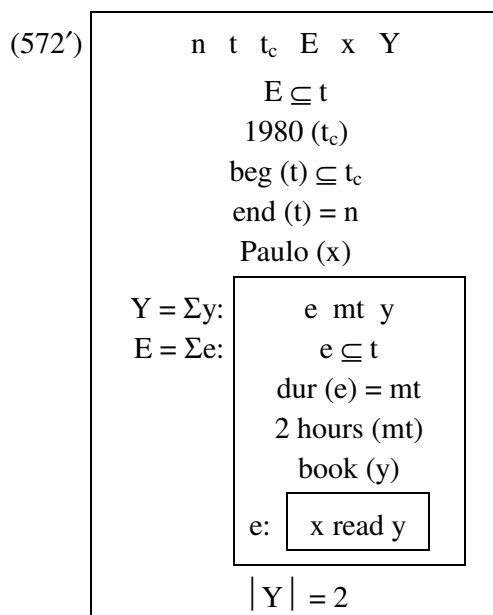 (572′) n t t_c E x Y
E ⊆ t
1980 (t_c)
beg (t) ⊆ t_c
end (t) = n
Paulo (x)
Y = Σy: e mt y
E = Σe: e ⊆ t
dur (e) = mt
2 hours (mt)
book (y)
e: x read y
|Y| = 2